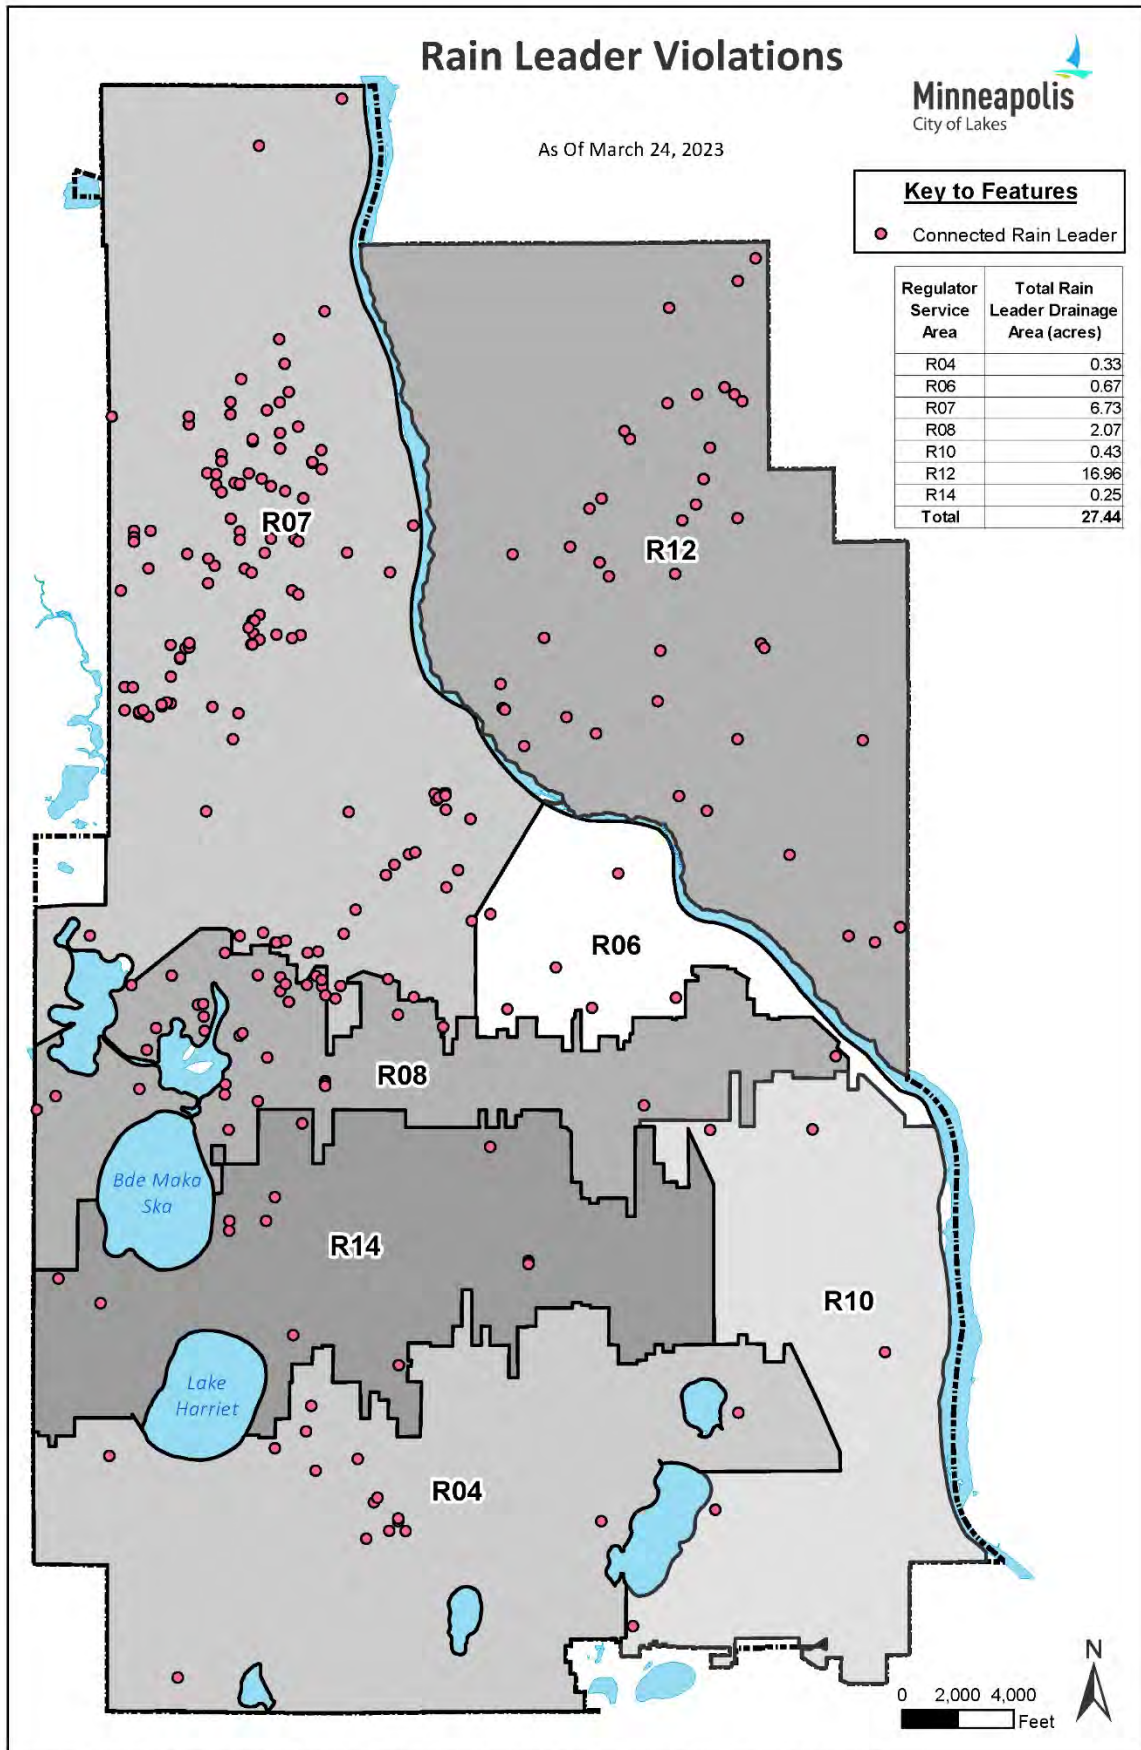 Rain Leader Violations
Minneapolis
City of Lakes
As Of March 24, 2023
Key to Features
Connected Rain Leader
Regulator Service Area
Total Rain Leader Drainage Area (acres)
R04 0.33
R06 0.67
R07 6.73
R08 2.07
R10 0.43
R12 16.96
R14 0.25
Total 27.44
R07
R12
R06
R08
Bde Maka
Ska
R14
R10
Lake
Harriet
R04
N
0 2,000 4,000
Feet